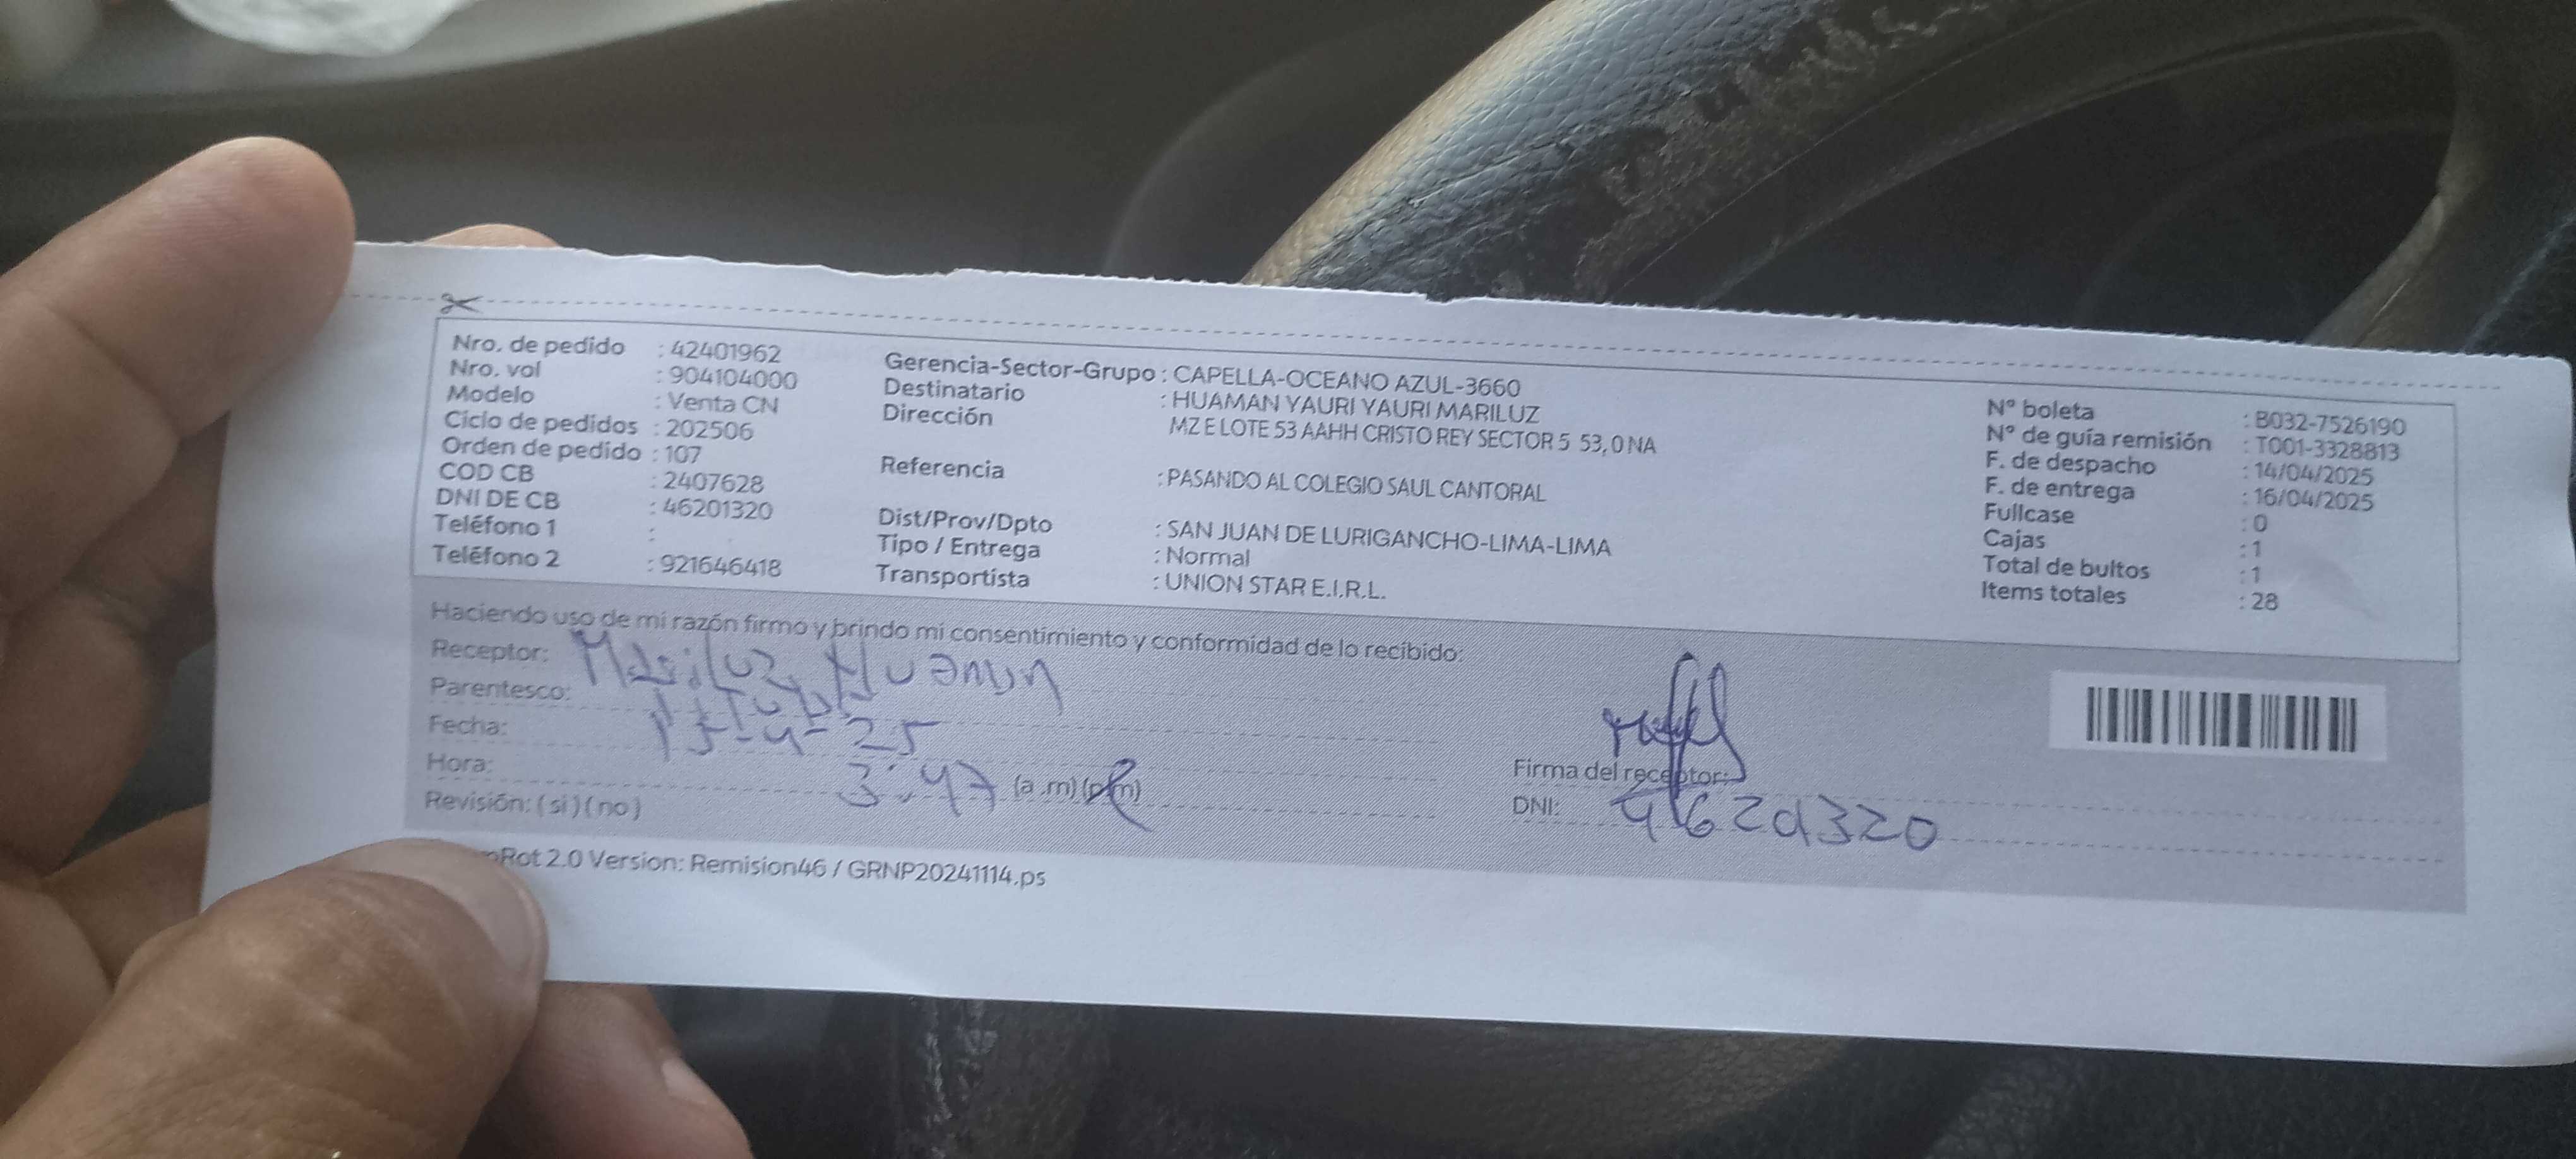 Nro. de pedido : 42401962
Nro. vol : 904104000
Modelo : Venta CN
Ciclo de pedidos : 202506
Orden de pedido : 107
COD CB : 2407628
DNI DE CB : 46201320
Teléfono 1 :
Teléfono 2 : 921646418
Gerencia-Sector-Grupo : CAPELLA-OCEANO AZUL-3660
Destinatario : HUAMAN YAURI YAURI MARILUZ
Dirección MZ E LOTE 53 AAHH CRISTO REY SECTOR 5 53, 0 NA
Referencia : PASANDO AL COLEGIO SAUL CANTORAL
Dist/Prov/Dpto : SAN JUAN DE LURIGANCHO-LIMA-LIMA
Tipo / Entrega : Normal
Transportista : UNION STAR E.I.R.L.
N° boleta : B032-7526190
N° de guía remisión : T001-3328813
F. de despacho : 14/04/2025
F. de entrega : 16/04/2025
Fullcase : 0
Cajas : 1
Total de bultos : 1
Items totales : 28
Haciendo uso de mi razón firmo y brindo mi consentimiento y conformidad de lo recibido:
Receptor: Mariluz Huaman
Parentesco:
Fecha: 15-4-25
Hora: 3:47 (a.m) (p.m)
Revisión: (si) (no)
Firma del receptor:
DNI: 46201320
Rot 2.0 Version: Remision46 / GRNP20241114.ps